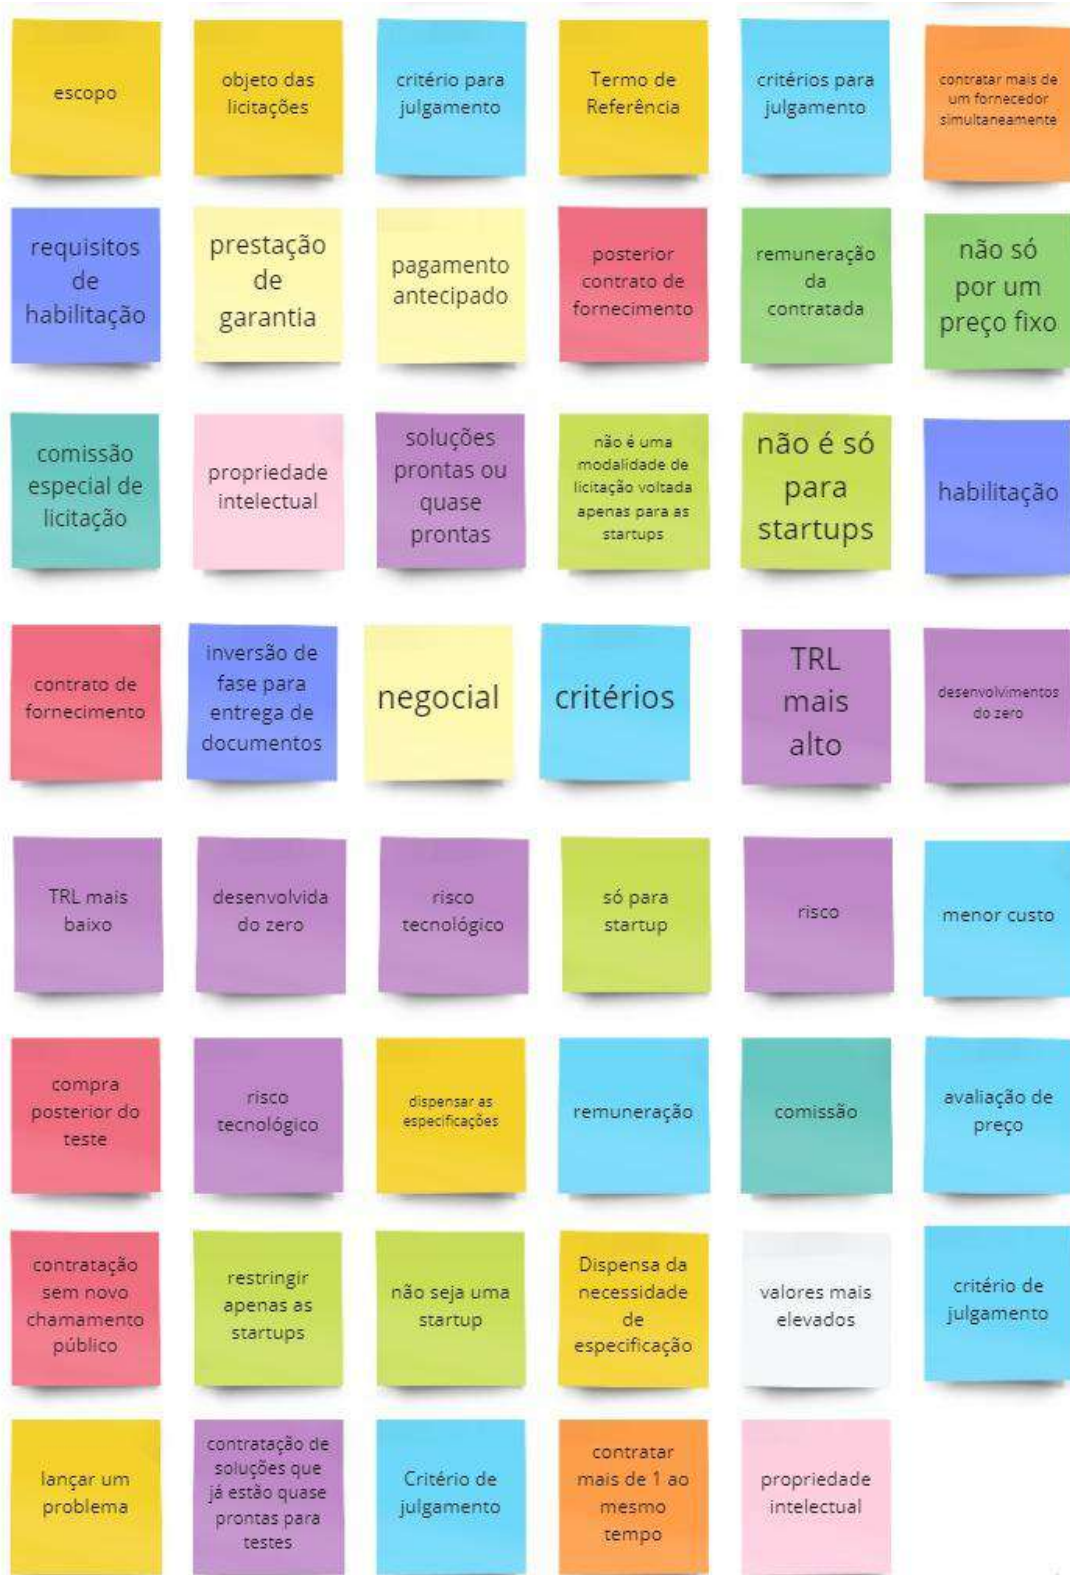 escopo
objeto das
licitações
critério para
julgamento
Termo de
Referência
critérios para
julgamento
contratar mais de
um fornecedor
simultaneamente
requisitos
de
habilitação
prestação
de
garantia
pagamento
antecipado
posterior
contrato de
fornecimento
remuneração
da
contratada
não só
por um
preço fixo
comissão
especial de
licitação
propriedade
intelectual
soluções
prontas ou
quase
prontas
não é uma
modalidade de
licitação voltada
apenas para as
startups
não é só
para
startups
habilitação
contrato de
fornecimento
inversão de
fase para
entrega de
documentos
negocial
critérios
TRL
mais
alto
desenvolvimentos
do zero
TRL mais
baixo
desenvolvida
do zero
risco
tecnológico
só para
startup
risco
menor custo
compra
posterior do
teste
risco
tecnológico
dispensar as
especificações
remuneração
comissão
avaliação de
preço
contratação
sem novo
chamamento
público
restringir
apenas as
startups
não seja uma
startup
Dispensa da
necessidade
de
especificação
valores mais
elevados
critério de
julgamento
lançar um
problema
contratação de
soluções que
já estão quase
prontas para
testes
Critério de
julgamento
contratar
mais de 1 ao
mesmo
tempo
propriedade
intelectual